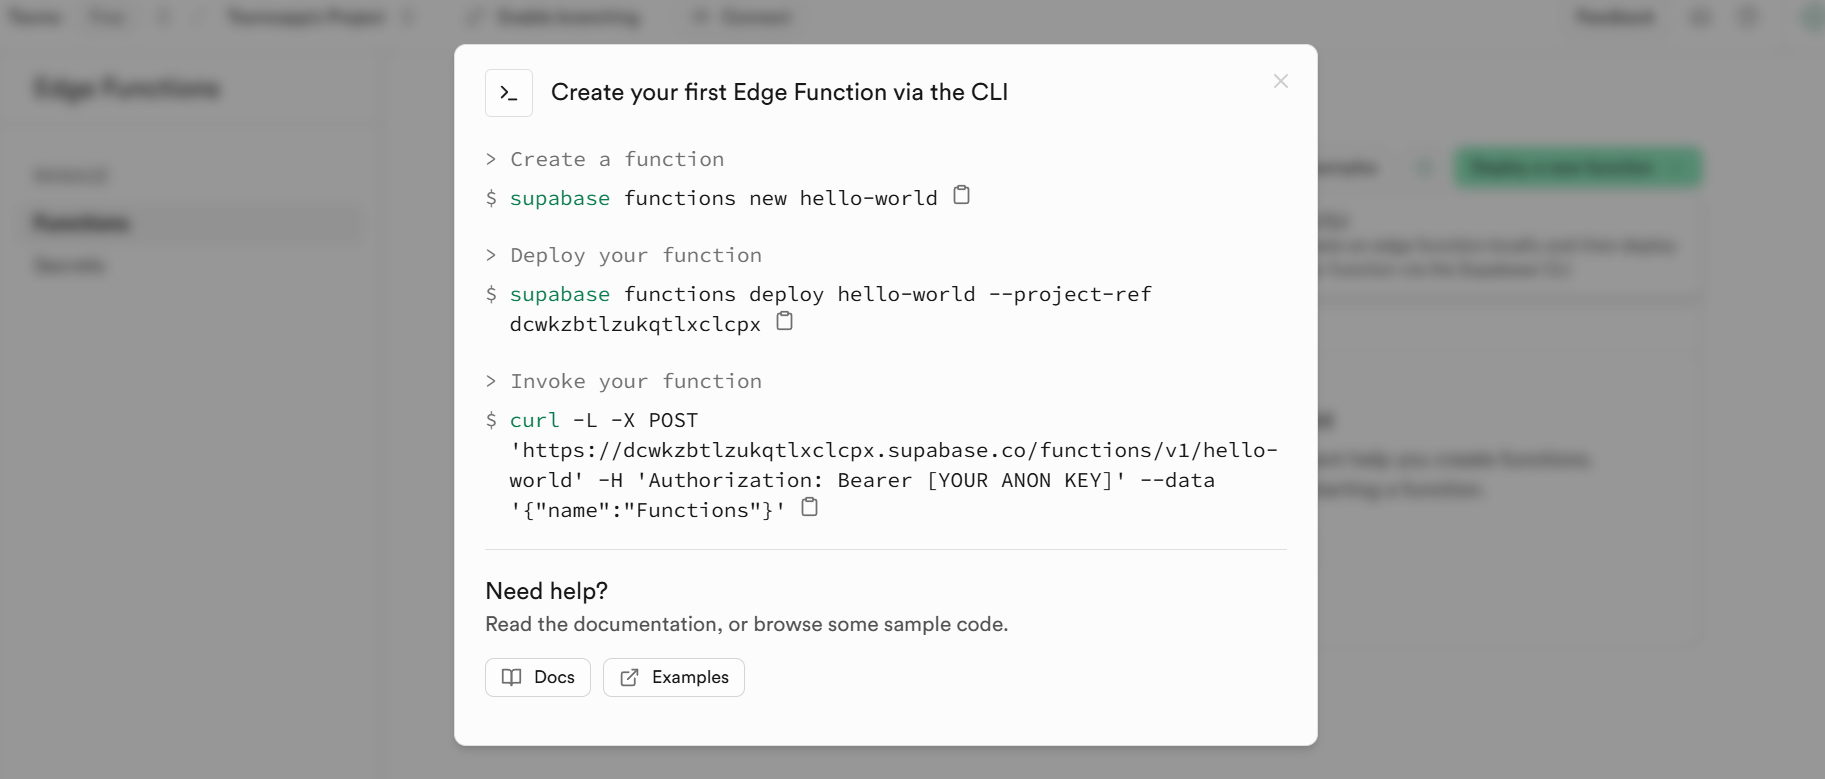 Feedback
Edge Functions
Functions
Secrets
Deploy a new function
>_ Create your first Edge Function via the CLI
> Create a function
$ supabase functions new hello-world
> Deploy your function
$ supabase functions deploy hello-world --project-ref
dcwkzbtlzukqtlxclcpx
> Invoke your function
$ curl -L -X POST
'https://dcwkzbtlzukqtlxclcpx.supabase.co/functions/v1/hello-
world' -H 'Authorization: Bearer [YOUR ANON KEY]' --data
'{"name":"Functions"}'
Need help?
Read the documentation, or browse some sample code.
Docs
Examples